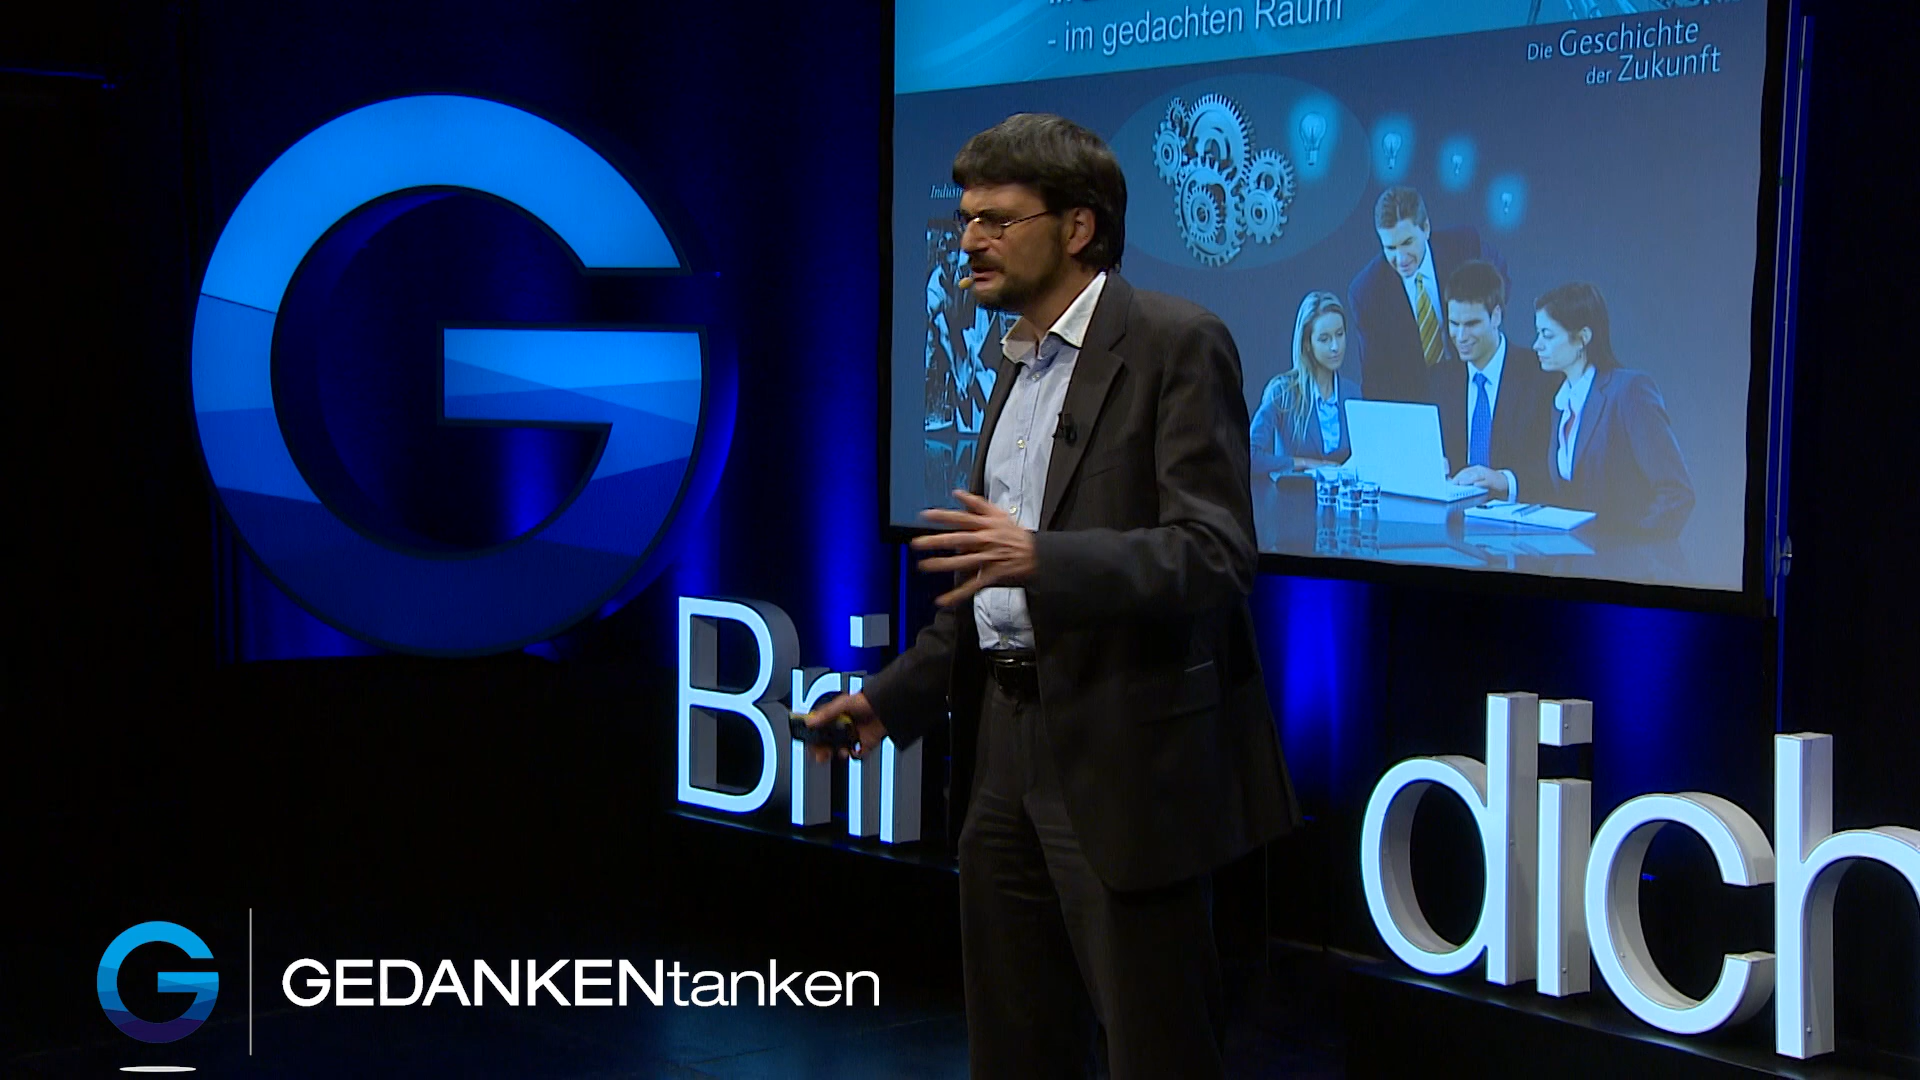 - im gedachten Raum
Die Geschichte
der Zukunft
G
Bri
dich
G
GEDANKENtanken